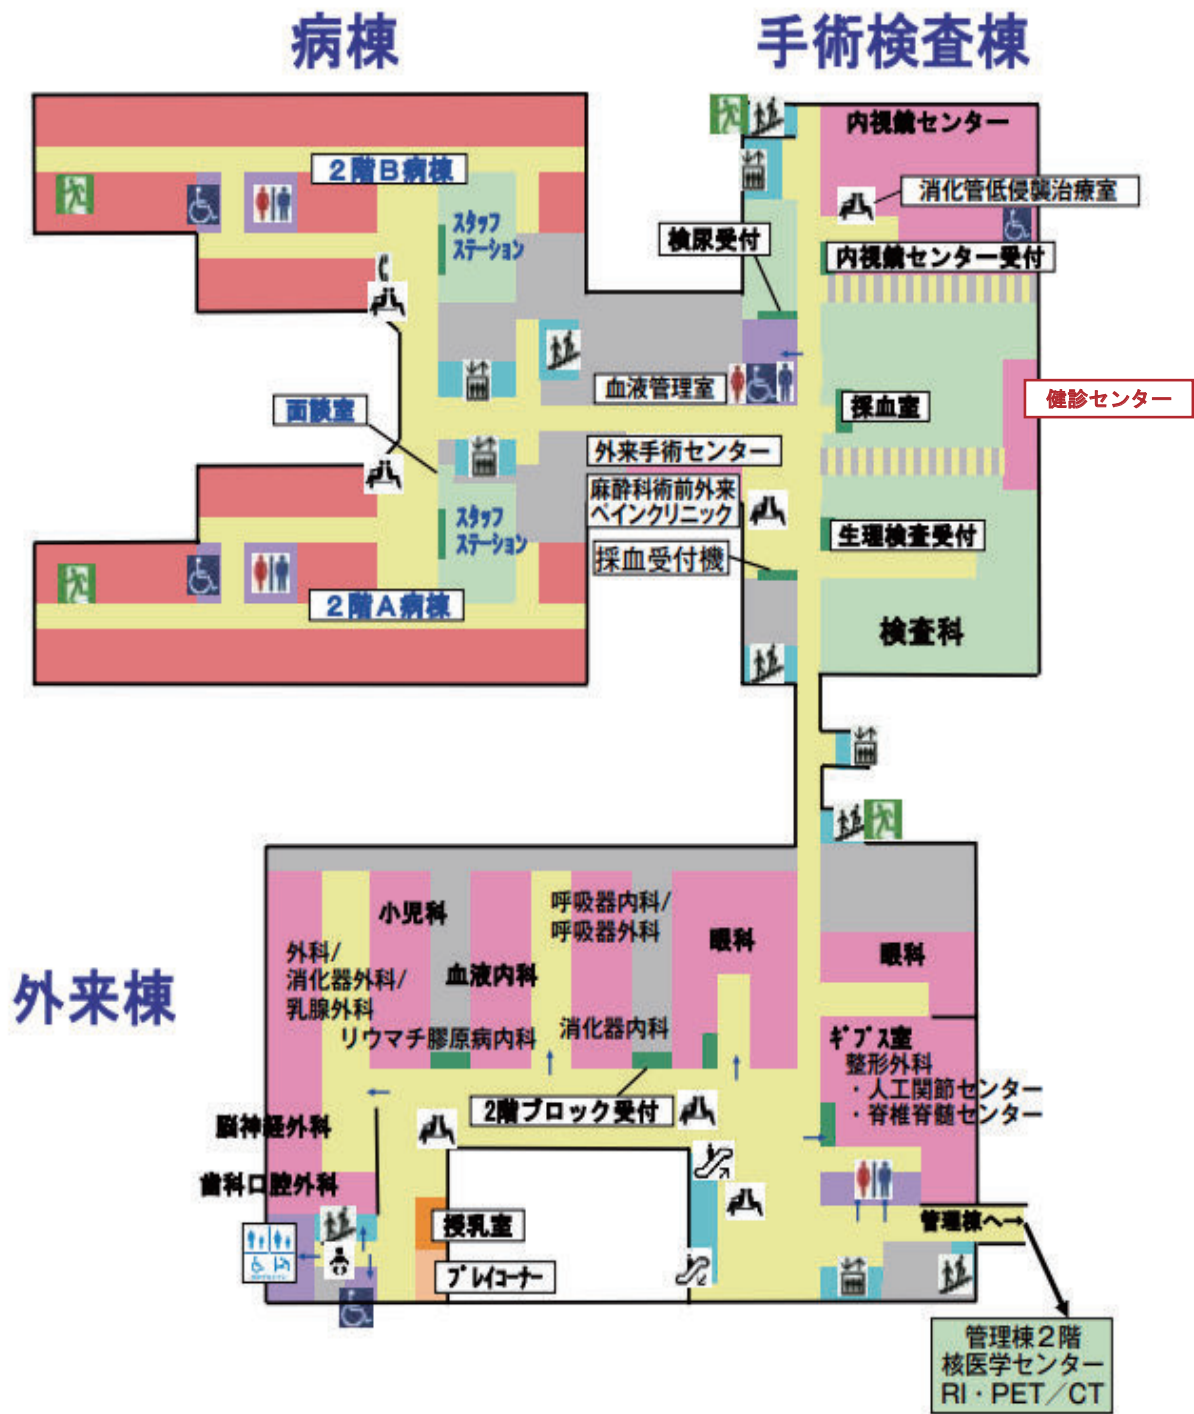 病棟
手術検査棟
内視鏡センター
2階B病棟
消化管低侵襲治療室
スタッフ
ステーション
検尿受付
内視鏡センター受付
血液管理室
健診センター
採血室
面談室
外来手術センター
麻酔科術前外来
ペインクリニック
スタッフ
ステーション
生理検査受付
採血受付機
2階A病棟
検査科
外来棟
小児科
呼吸器内科/
呼吸器外科
眼科
眼科
外科/
消化器外科/
乳腺外科
血液内科
リウマチ膠原病内科
消化器内科
ギプス室
整形外科
・人工関節センター
・脊椎脊髄センター
2階ブロック受付
脳神経外科
歯科口腔外科
授乳室
プレイコーナー
管理棟へ→
管理棟2階
核医学センター
RI・PET/CT